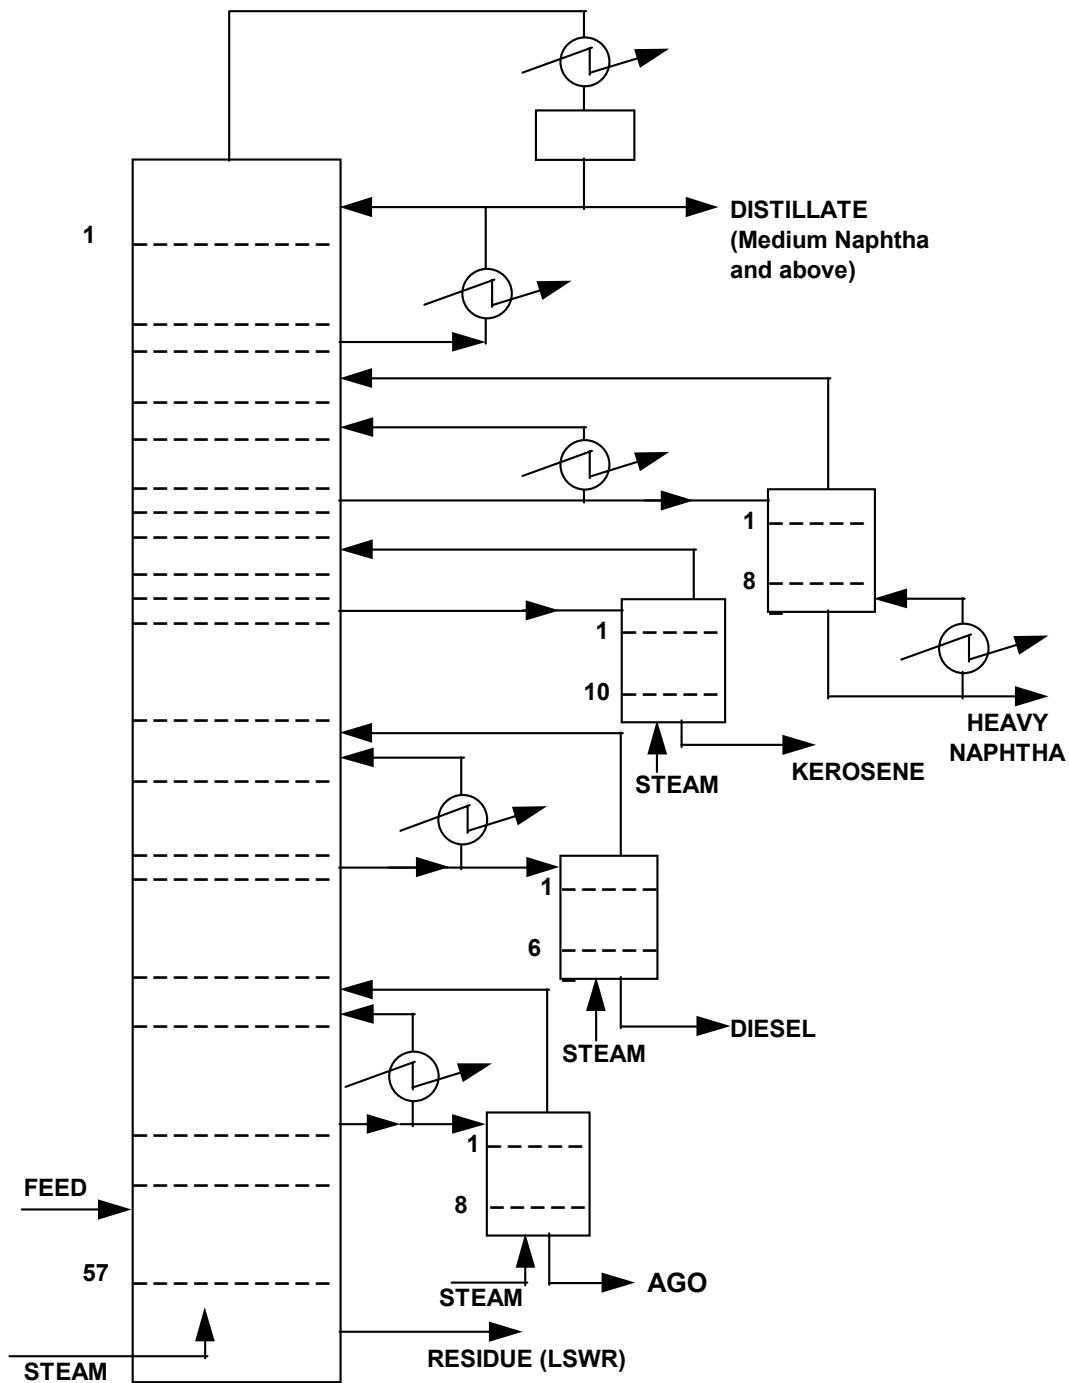 1
DISTILLATE
(Medium Naphtha
and above)
1
8
1
10
HEAVY
NAPHTHA
KEROSENE
STEAM
1
6
DIESEL
STEAM
1
FEED
8
57
AGO
STEAM
RESIDUE (LSWR)
STEAM